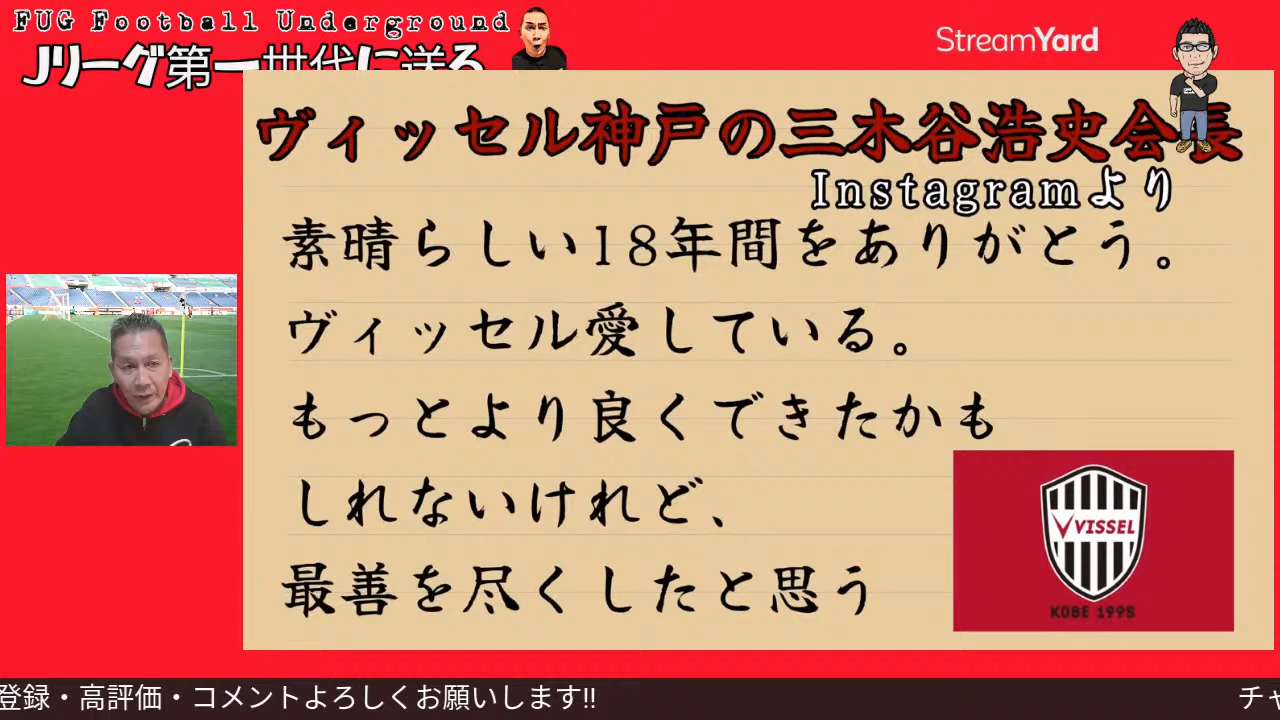 FUG Football Underground
Jリーグ第一世代に送る
StreamYard
ヴィッセル神戸の三木谷浩史会長
Instagramより
素晴らしい18年間をありがとう。
ヴィッセル愛している。
もっとより良くできたかも
しれないけれど、
最善を尽くしたと思う
VISSEL
KOBE 1995
登録・高評価・コメントよろしくお願いします!!
チャ